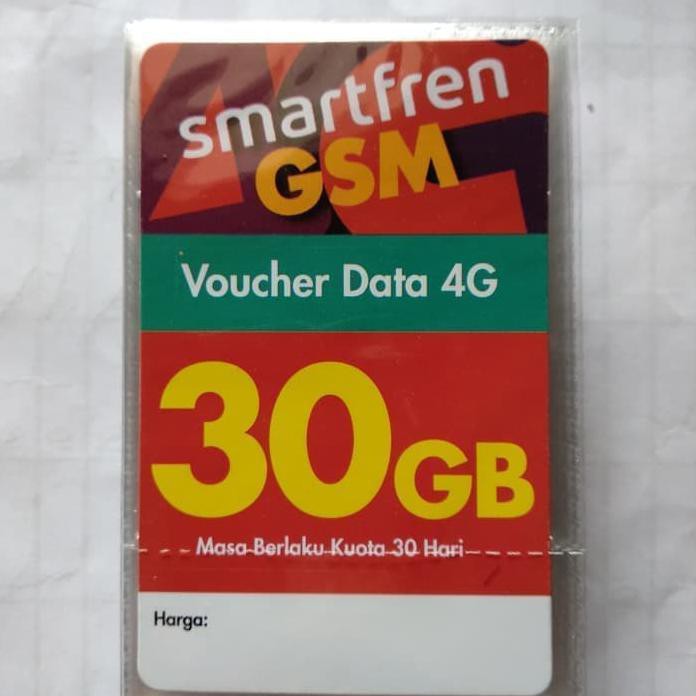 smartfren
GSM
Voucher Data 4G
30GB
Masa Berlaku Kuota 30 Hari
Harga: